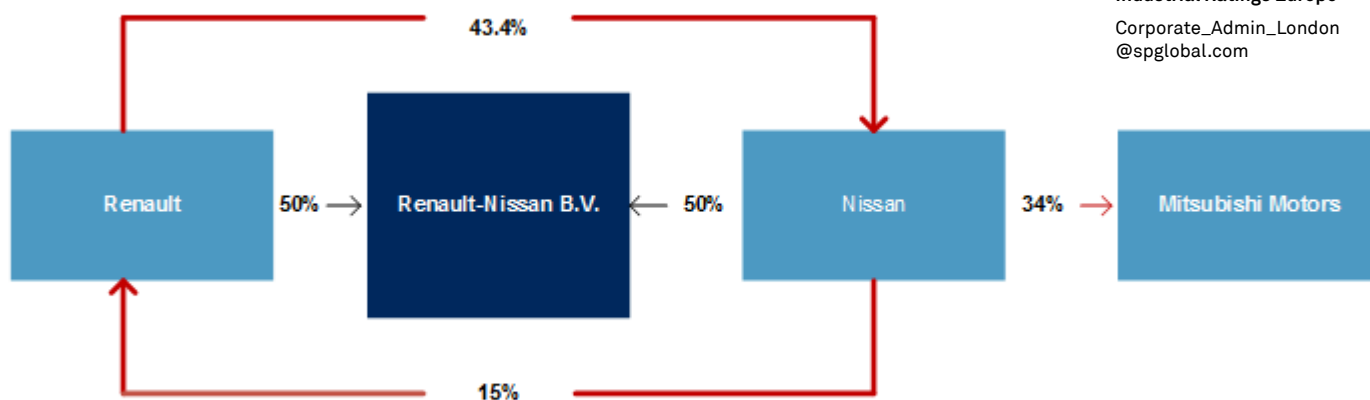 Corporate_Admin_London
@spglobal.com
43.4%
Renault
50%
Renault-Nissan B.V.
50%
Nissan
34%
Mitsubishi Motors
15%